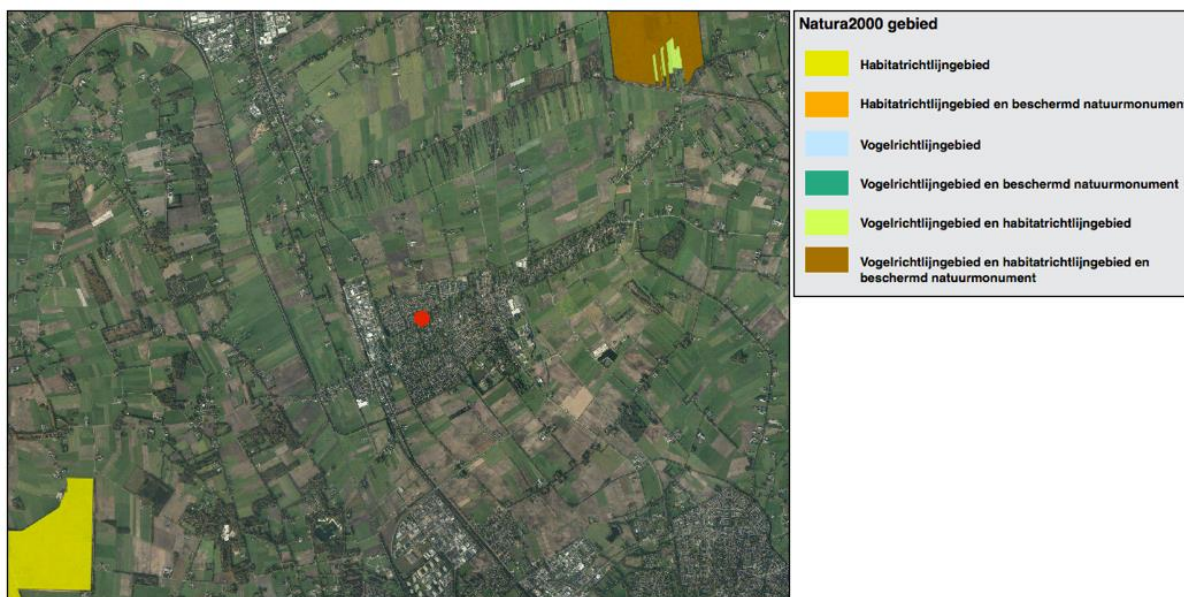 Natura2000 gebied
Habitatrichtlijngebied
Habitatrichtlijngebied en beschermd natuurmonument
Vogelrichtlijngebied
Vogelrichtlijngebied en beschermd natuurmonument
Vogelrichtlijngebied en habitatrichtlijngebied
Vogelrichtlijngebied en habitatrichtlijngebied en
beschermd natuurmonument